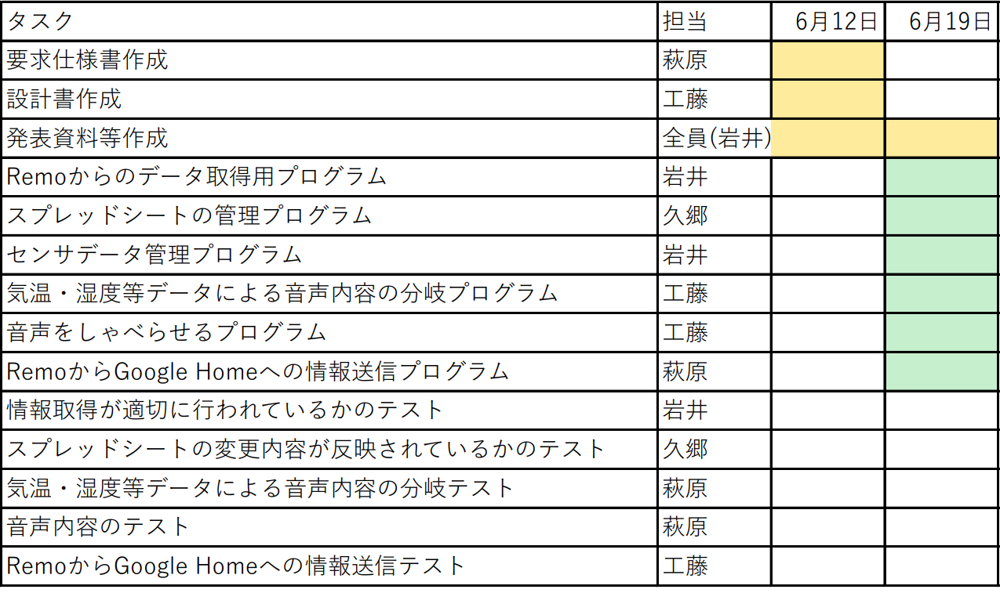 タスク 担当 6月12日 6月19日
要求仕様書作成 萩原
設計書作成 工藤
発表資料等作成 全員(岩井)
Remoからのデータ取得用プログラム 岩井
スプレッドシートの管理プログラム 久郷
センサデータ管理プログラム 岩井
気温・湿度等データによる音声内容の分岐プログラム 工藤
音声をしゃべらせるプログラム 工藤
RemoからGoogle Homeへの情報送信プログラム 萩原
情報取得が適切に行われているかのテスト 岩井
スプレッドシートの変更内容が反映されているかのテスト 久郷
気温・湿度等データによる音声内容の分岐テスト 萩原
音声内容のテスト 萩原
RemoからGoogle Homeへの情報送信テスト 工藤